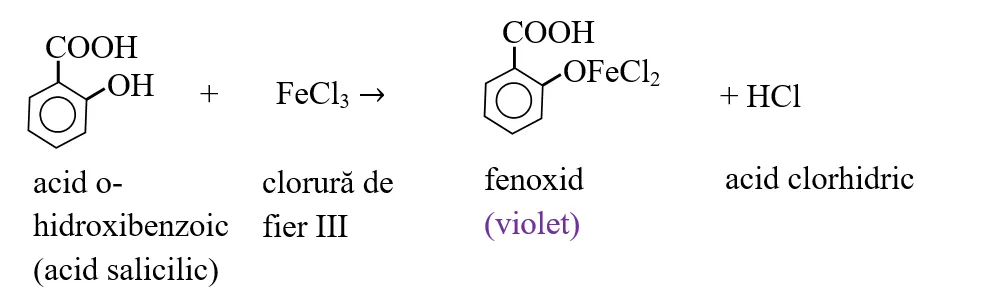 COOH
OH + FeCl₃ →
COOH
OFeCl₂ + HCl
acid o-
hidroxibenzoic
(acid salicilic)
clorură de
fier III
fenoxid
(violet)
acid clorhidric